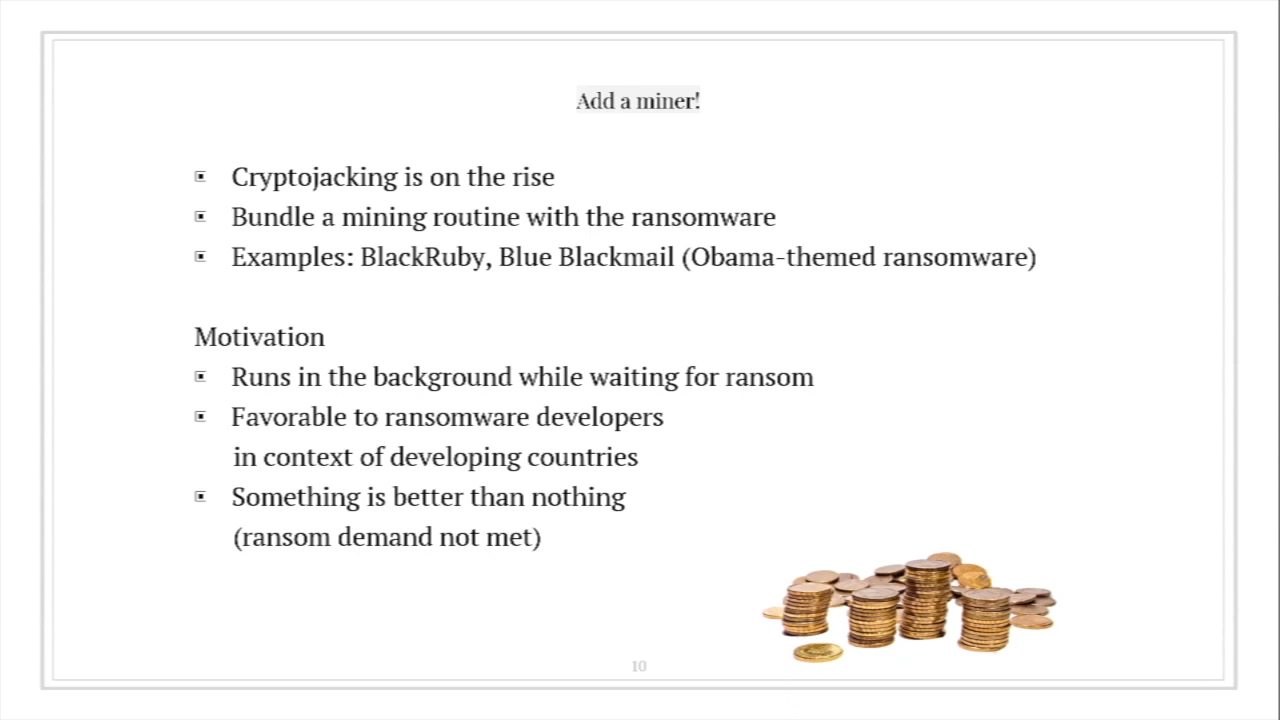 Add a miner!
Cryptojacking is on the rise
Bundle a mining routine with the ransomware
Examples: BlackRuby, Blue Blackmail (Obama-themed ransomware)
Motivation
Runs in the background while waiting for ransom
Favorable to ransomware developers
in context of developing countries
Something is better than nothing
(ransom demand not met)
10